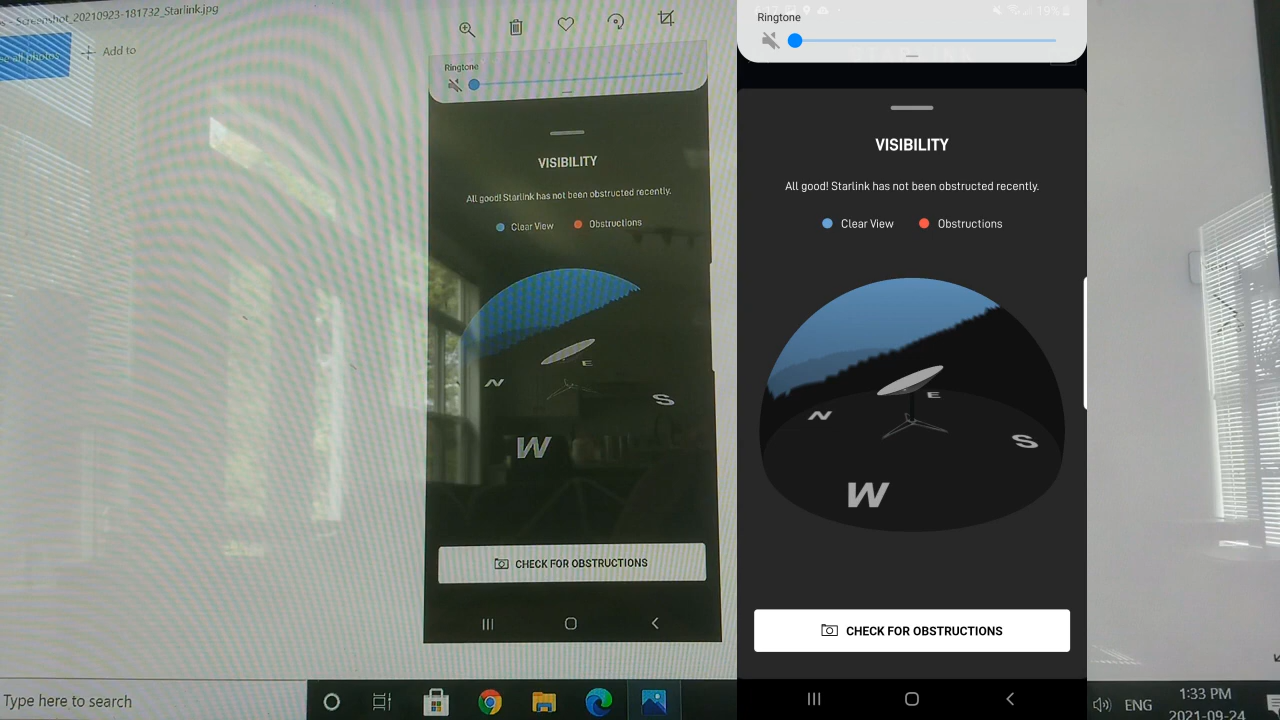 Screenshot_20210923-181732_Starlink.jpg
Add to
Ringtone
VISIBILITY
All good! Starlink has not been obstructed recently.
Clear View
Obstructions
N
E
S
W
CHECK FOR OBSTRUCTIONS
Type here to search
Ringtone
19%
VISIBILITY
All good! Starlink has not been obstructed recently.
Clear View
Obstructions
N
E
S
W
CHECK FOR OBSTRUCTIONS
ENG
1:33 PM
2021-09-24